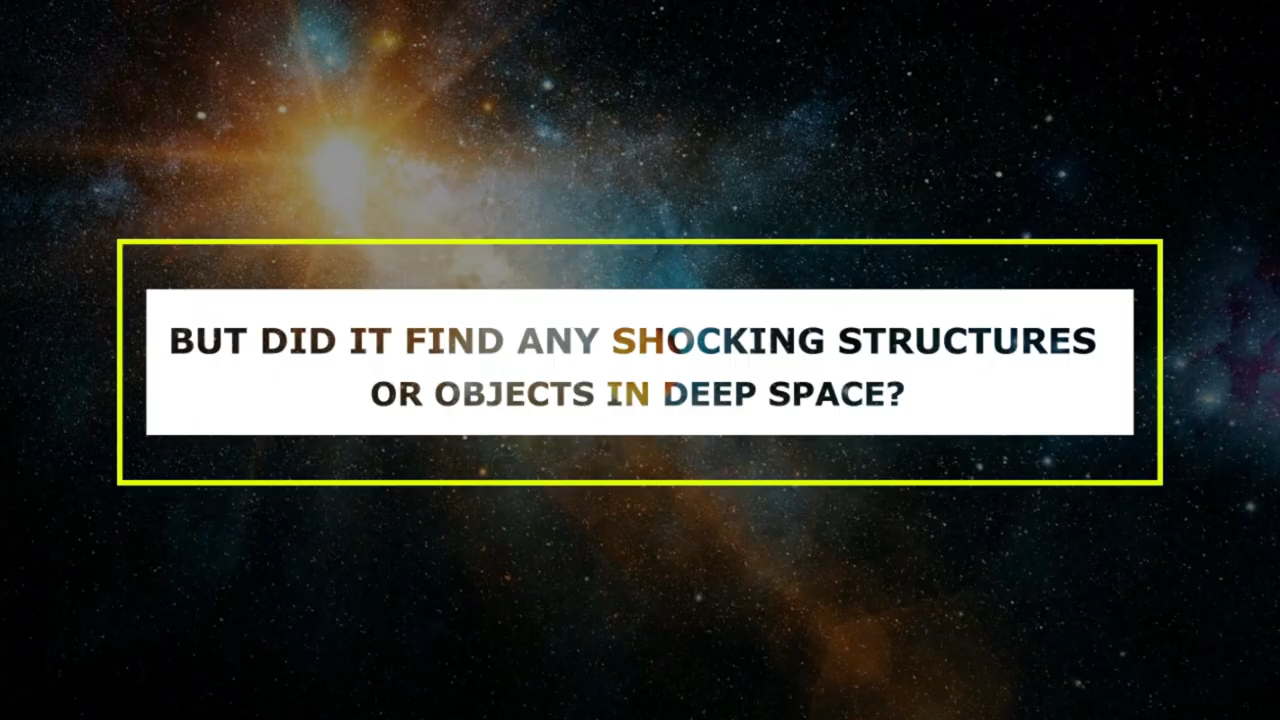 BUT DID IT FIND ANY SHOCKING STRUCTURES
OR OBJECTS IN DEEP SPACE?